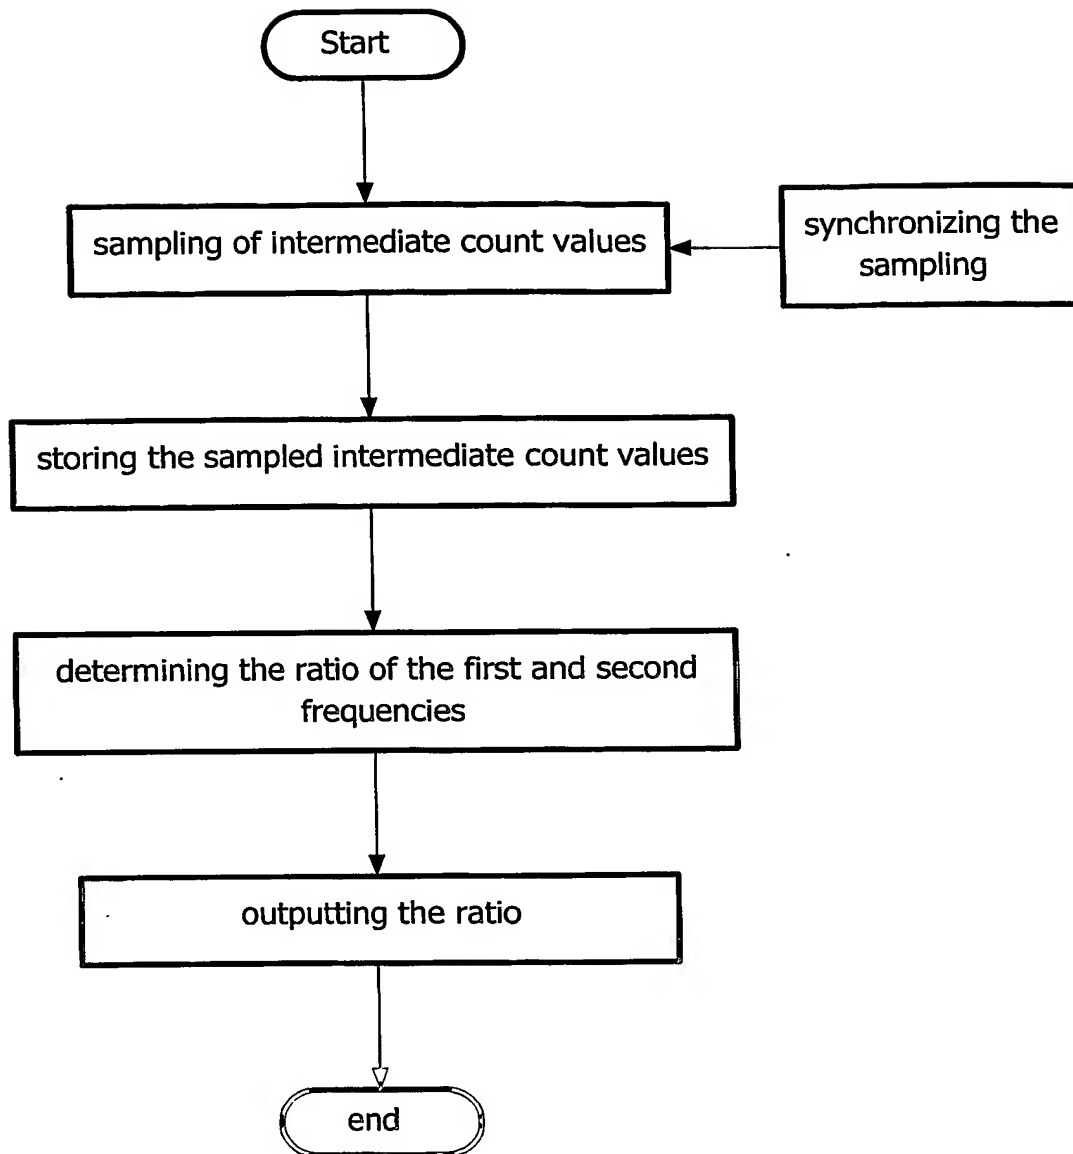 Start
sampling of intermediate count values
synchronizing the
sampling
storing the sampled intermediate count values
determining the ratio of the first and second
frequencies
outputting the ratio
end